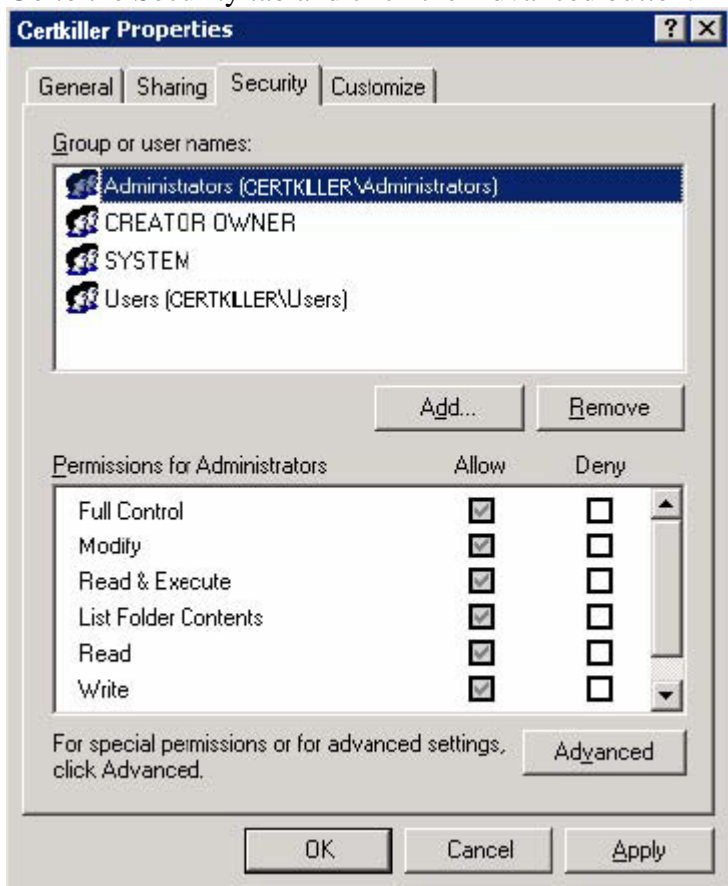 Certkiller Properties
General Sharing Security Customize
Group or user names:
Administrators (CERTKLLER\Administrators)
CREATOR OWNER
SYSTEM
Users (CERTKLLER\Users)
Add... Remove
Permissions for Administrators Allow Deny
Full Control
Modify
Read & Execute
List Folder Contents
Read
Write
For special permissions or for advanced settings,
click Advanced.
Advanced
OK Cancel Apply